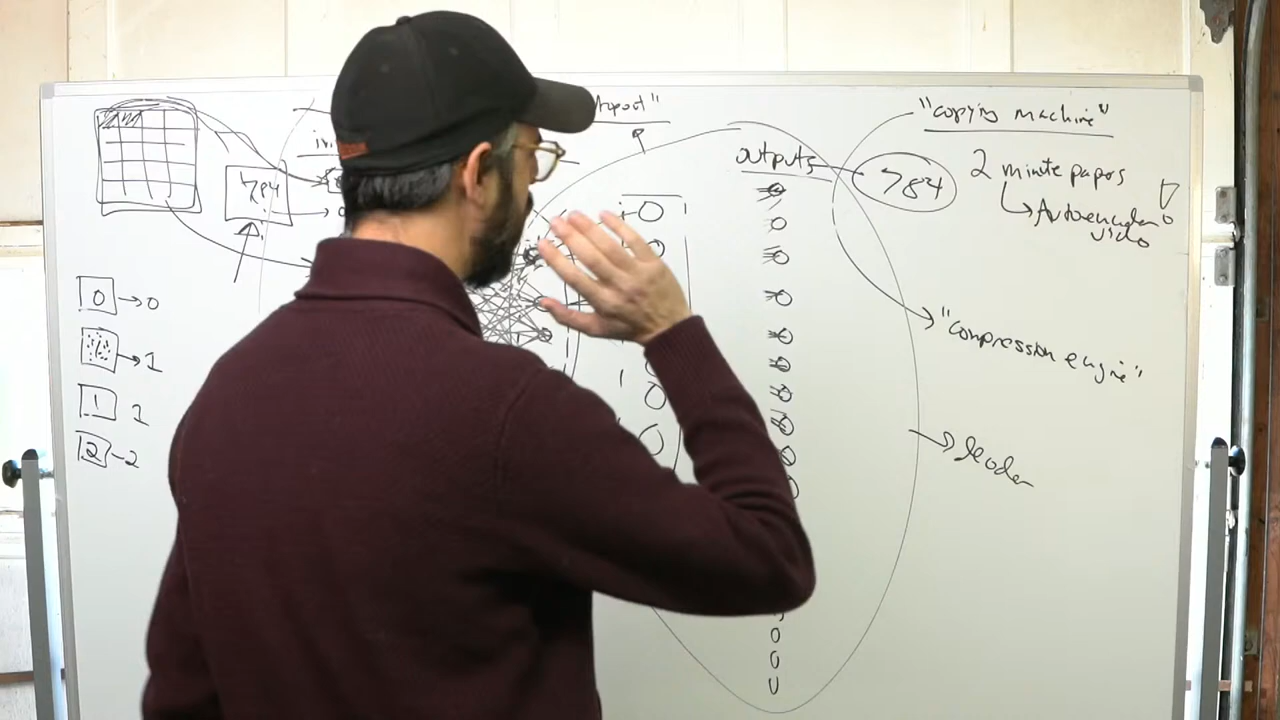 "copying machine"
outputs
784
784
2 minute papers
Autoencoder
video
0 → 0
→ 1
1 1
2 - 2
"compression engine"
decoder